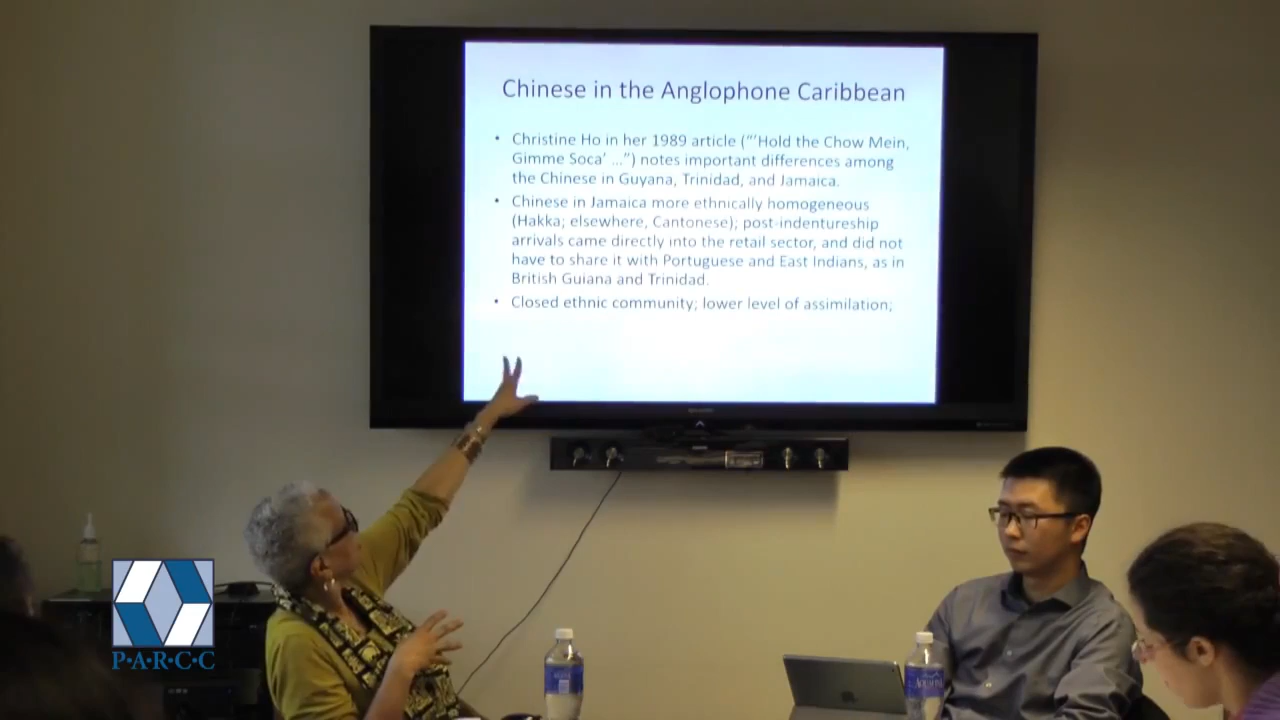 Chinese in the Anglophone Caribbean
• Christine Ho in her 1989 article (“‘Hold the Chow Mein,
Gimme Soca’ ...”) notes important differences among
the Chinese in Guyana, Trinidad, and Jamaica.
• Chinese in Jamaica more ethnically homogeneous
(Hakka; elsewhere, Cantonese); post-indentureship
arrivals came directly into the retail sector, and did not
have to share it with Portuguese and East Indians, as in
British Guiana and Trinidad.
• Closed ethnic community; lower level of assimilation;
P·A·R·C·C
AQUAFINA